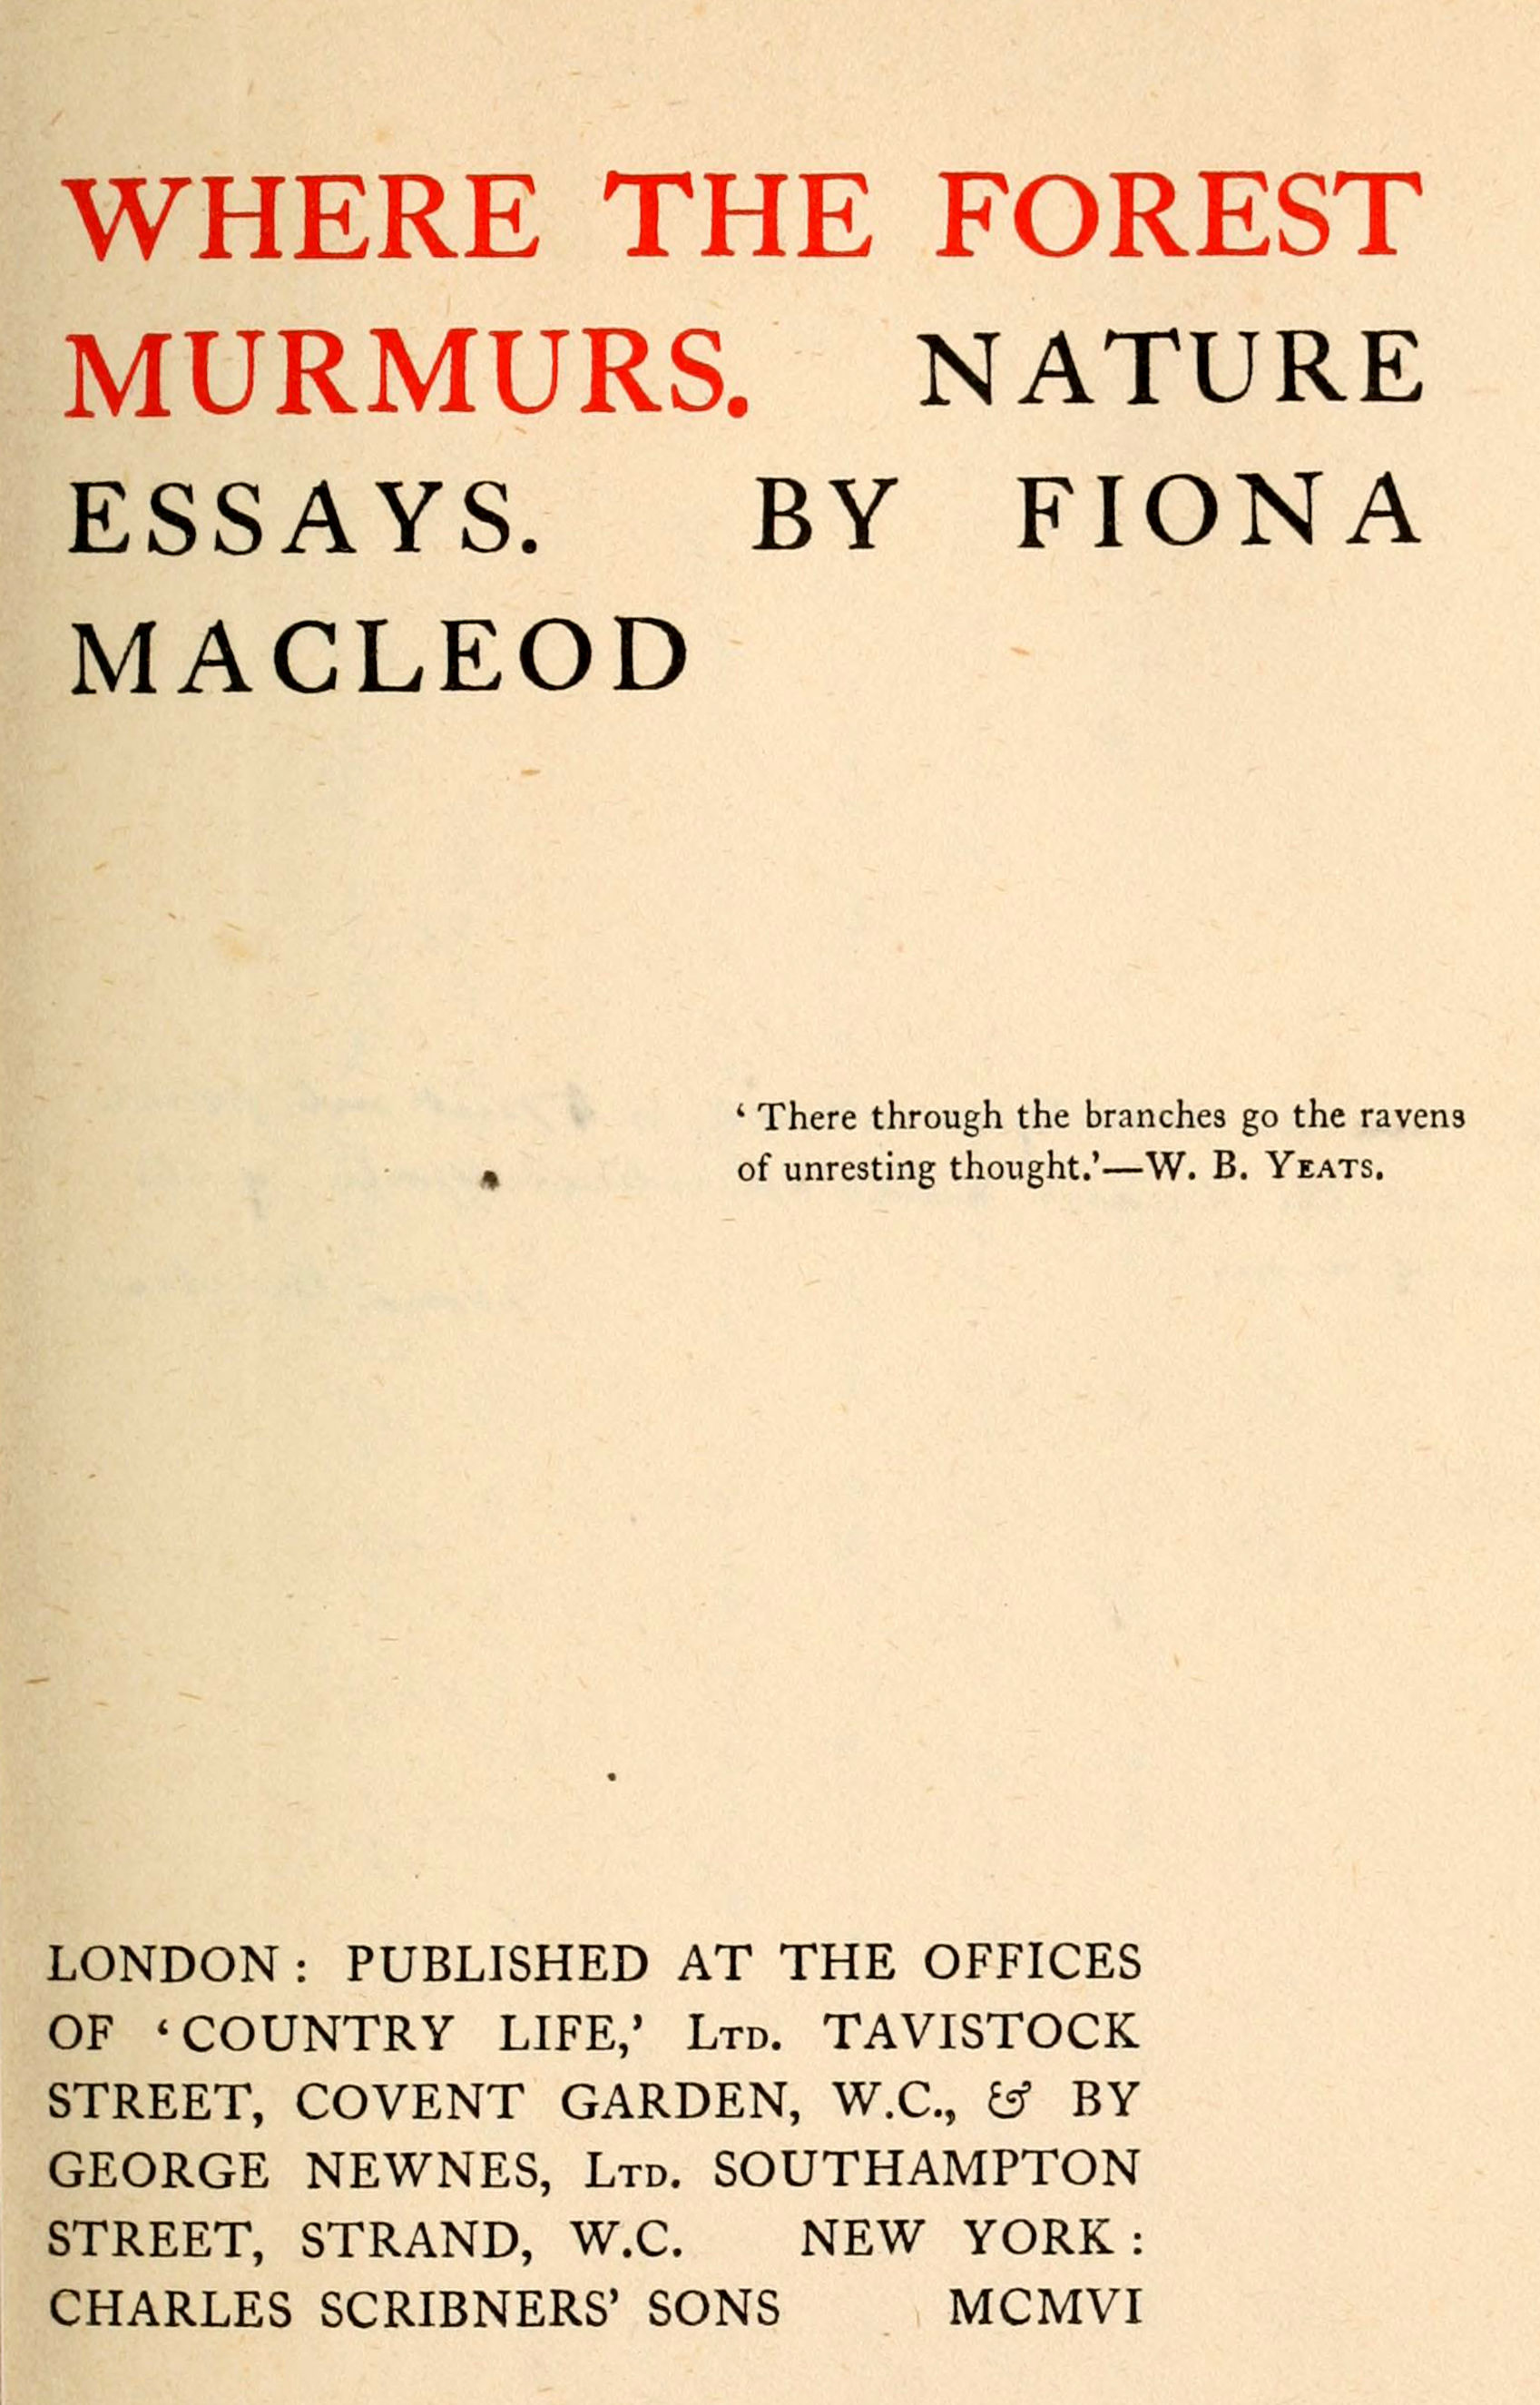 WHERE THE FOREST
MURMURS. NATURE
ESSAYS. BY FIONA
MACLEOD
‘ There through the branches go the ravens
of unresting thought.’—W. B. YEATS.
LONDON: PUBLISHED AT THE OFFICES
OF ‘COUNTRY LIFE,’ LTD. TAVISTOCK
STREET, COVENT GARDEN, W.C., & BY
GEORGE NEWNES, LTD. SOUTHAMPTON
STREET, STRAND, W.C. NEW YORK:
CHARLES SCRIBNERS’ SONS MCMVI